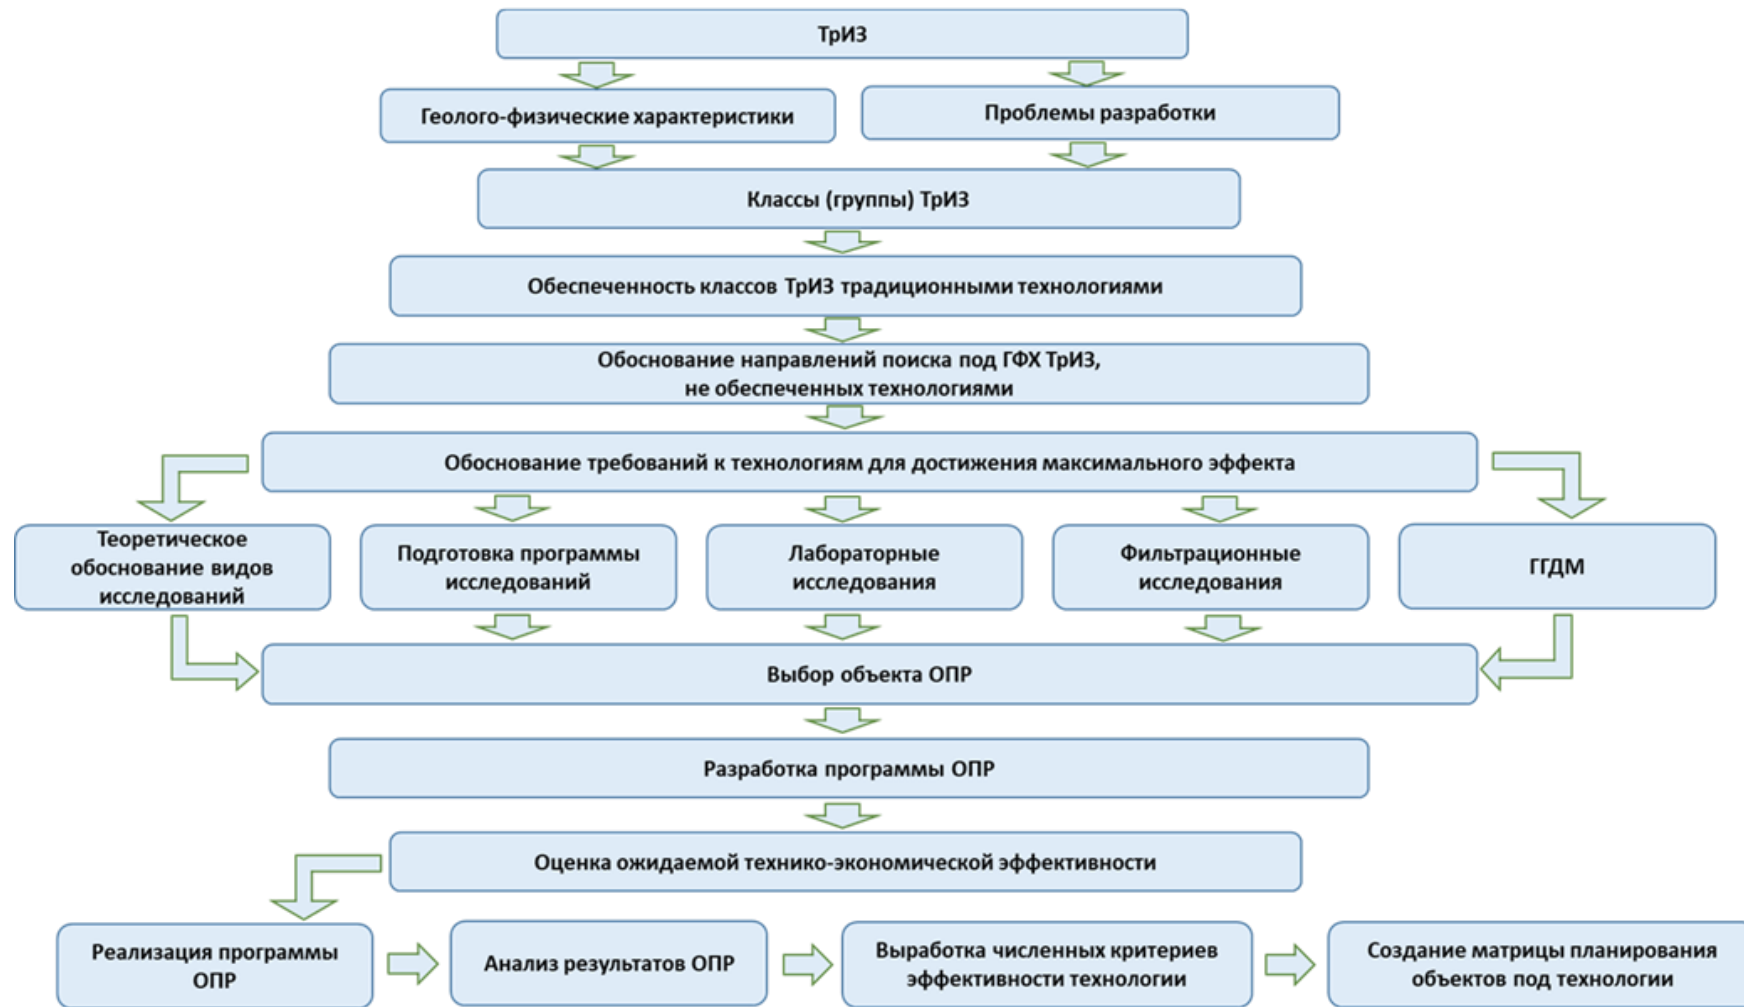 ТрИЗ
Геолого-физические характеристики
Проблемы разработки
Классы (группы) ТрИЗ
Обеспеченность классов ТрИЗ традиционными технологиями
Обоснование направлений поиска под ГФХ ТрИЗ,
не обеспеченных технологиями
Обоснование требований к технологиям для достижения максимального эффекта
Теоретическое
обоснование видов
исследований
Подготовка программы
исследований
Лабораторные
исследования
Фильтрационные
исследования
ГГДМ
Выбор объекта ОПР
Разработка программы ОПР
Оценка ожидаемой технико-экономической эффективности
Реализация программы
ОПР
Анализ результатов ОПР
Выработка численных критериев
эффективности технологии
Создание матрицы планирования
объектов под технологии